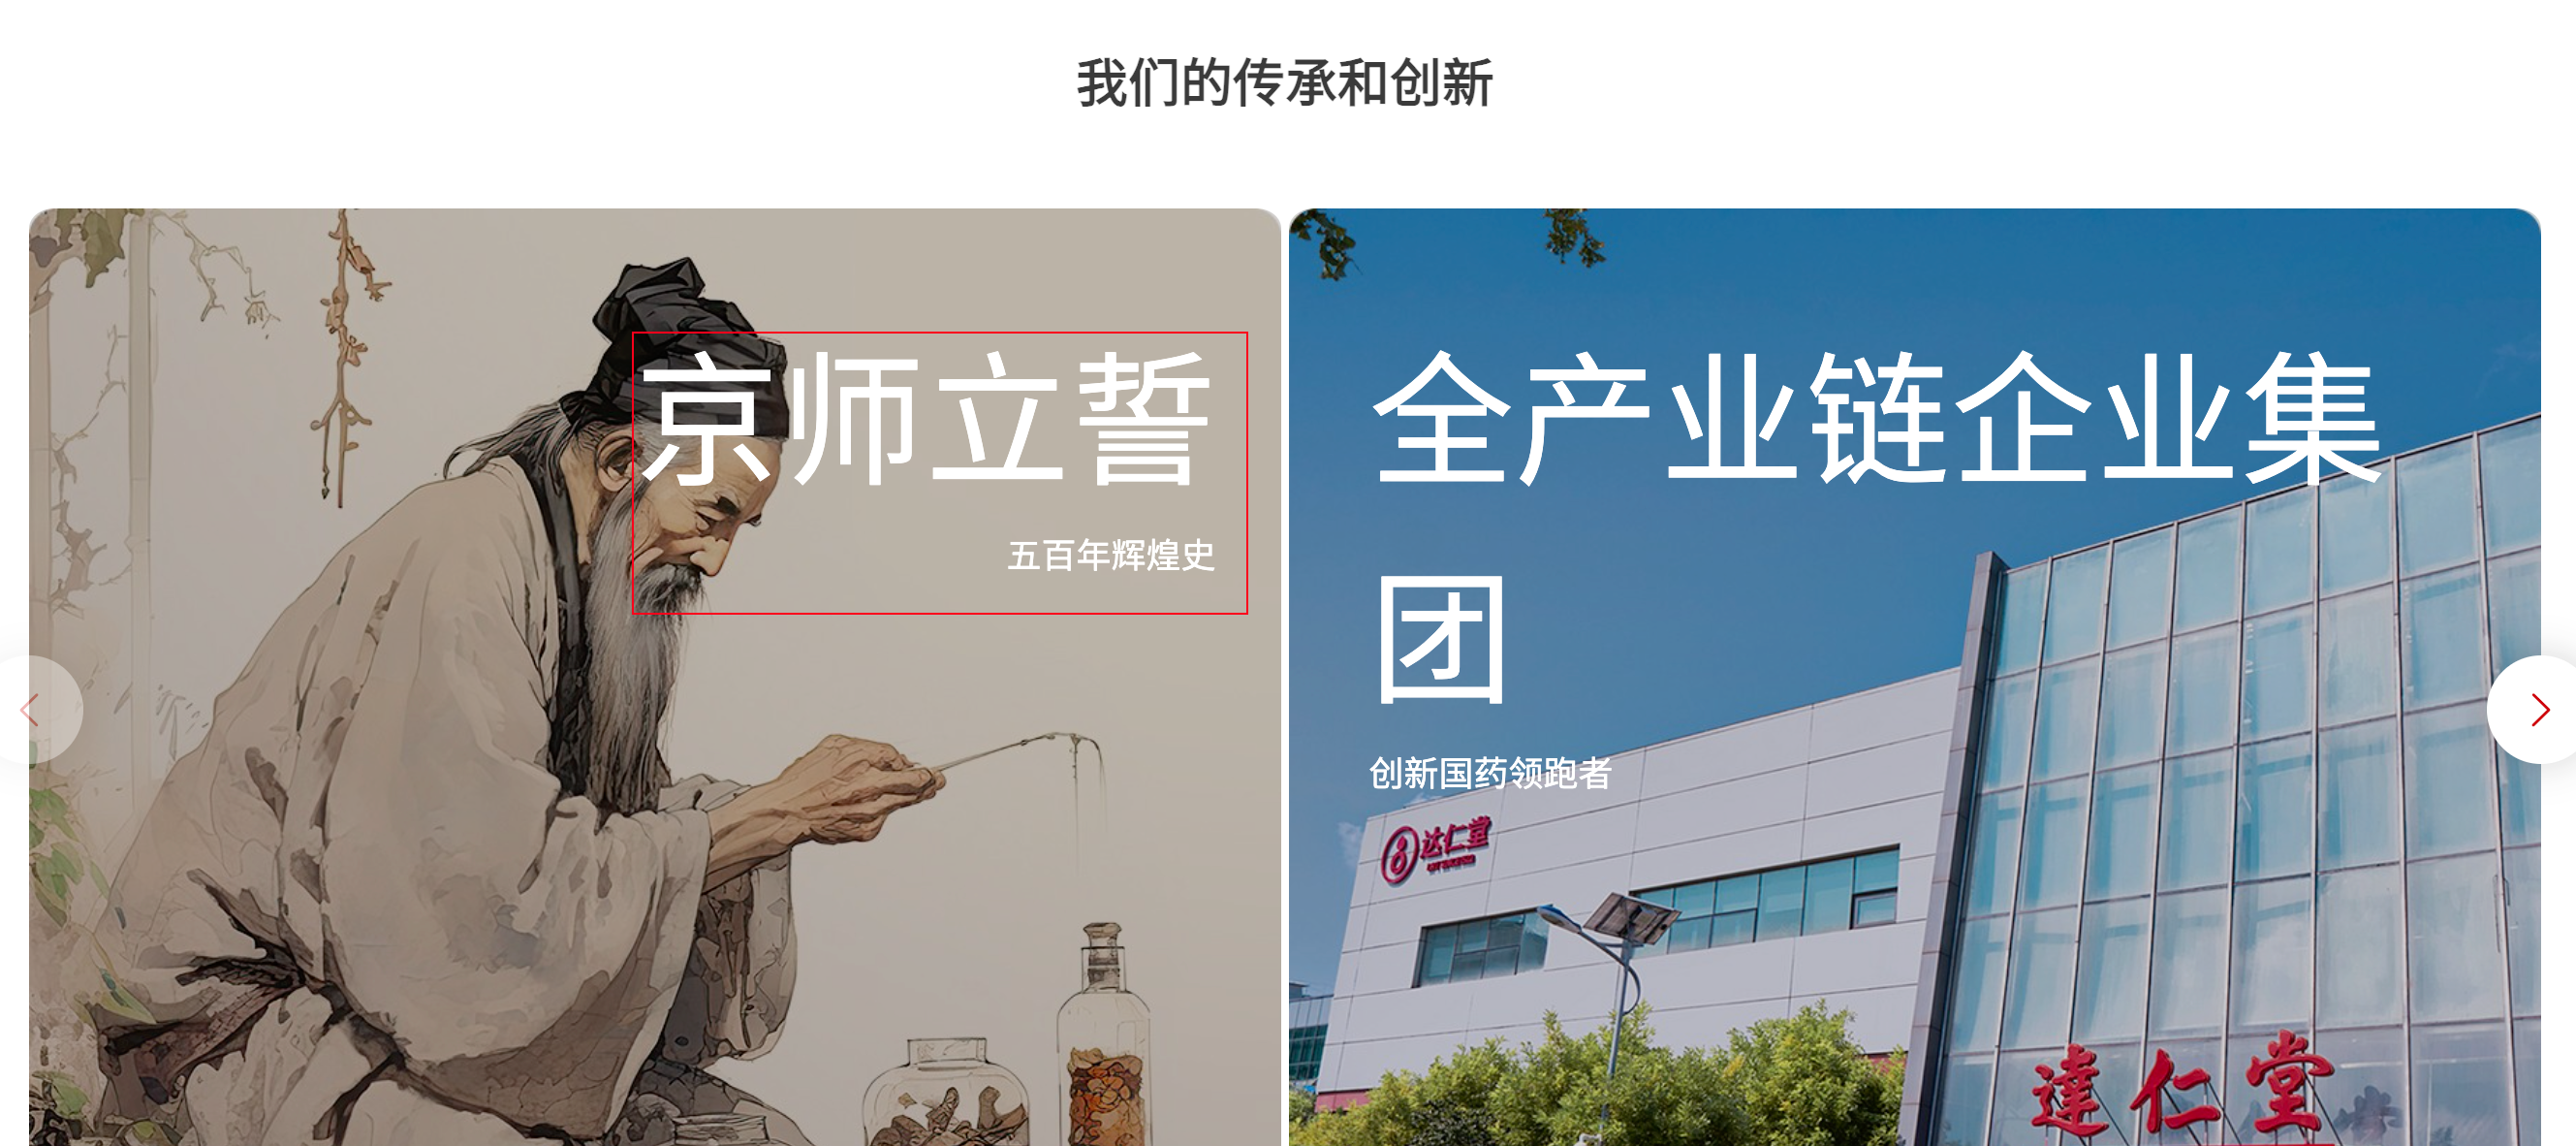 我们的传承和创新
京师立誓
五百年辉煌史
全产业链企业集
团
创新国药领跑者
达仁堂
達仁堂